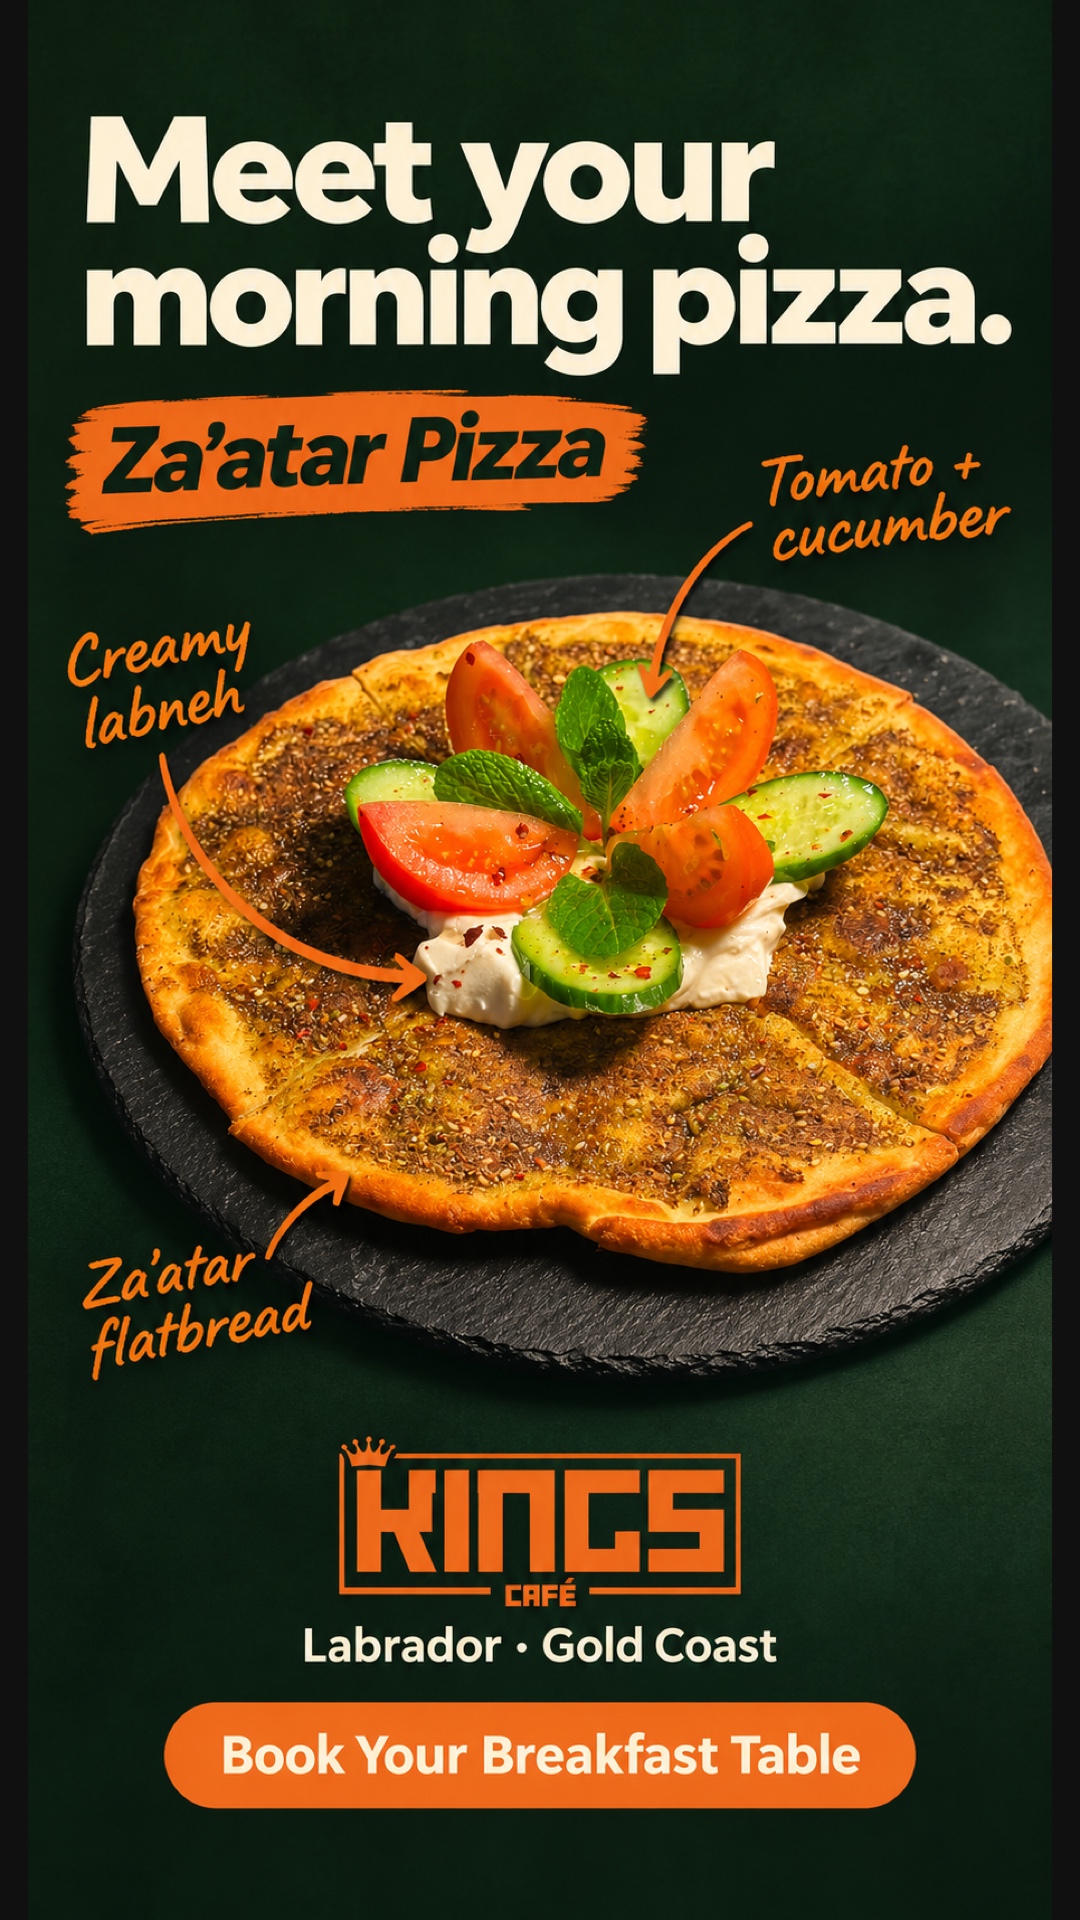 Meet your
morning pizza.
Za'atar Pizza
Tomato +
cucumber
Creamy
labneh
Za'atar
flatbread
KINGS
CAFÉ
Labrador • Gold Coast
Book Your Breakfast Table